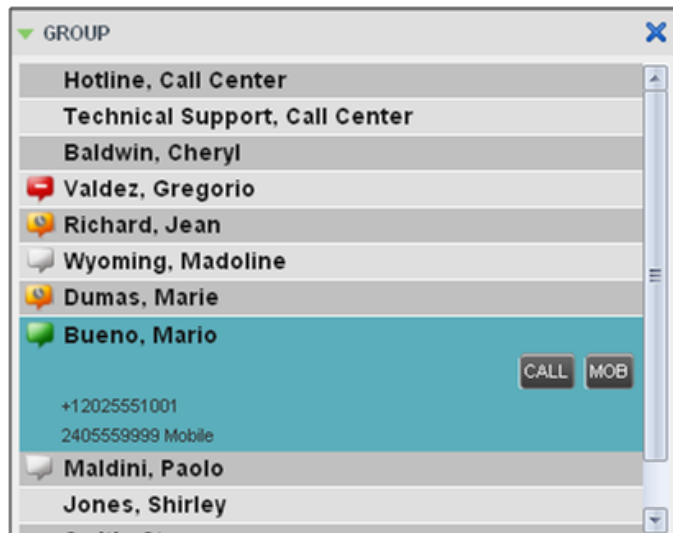 GROUP
Hotline, Call Center
Technical Support, Call Center
Baldwin, Cheryl
Valdez, Gregorio
Richard, Jean
Wyoming, Madoline
Dumas, Marie
Bueno, Mario
CALL MOB
+12025551001
2405559999 Mobile
Maldini, Paolo
Jones, Shirley